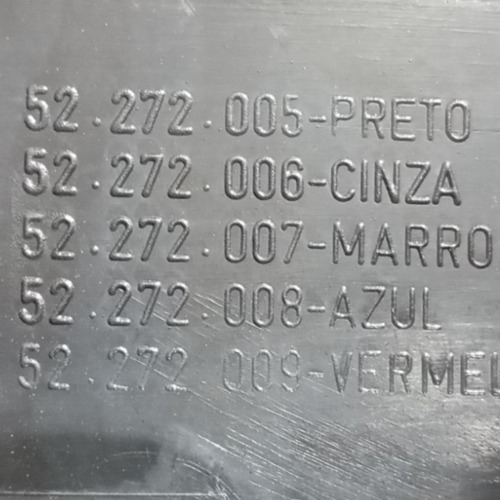 52.272.005-PRETO
52.272.006-CINZA
52.272.007-MARRO
52.272.008-AZUL
52.272 009-VERMEL